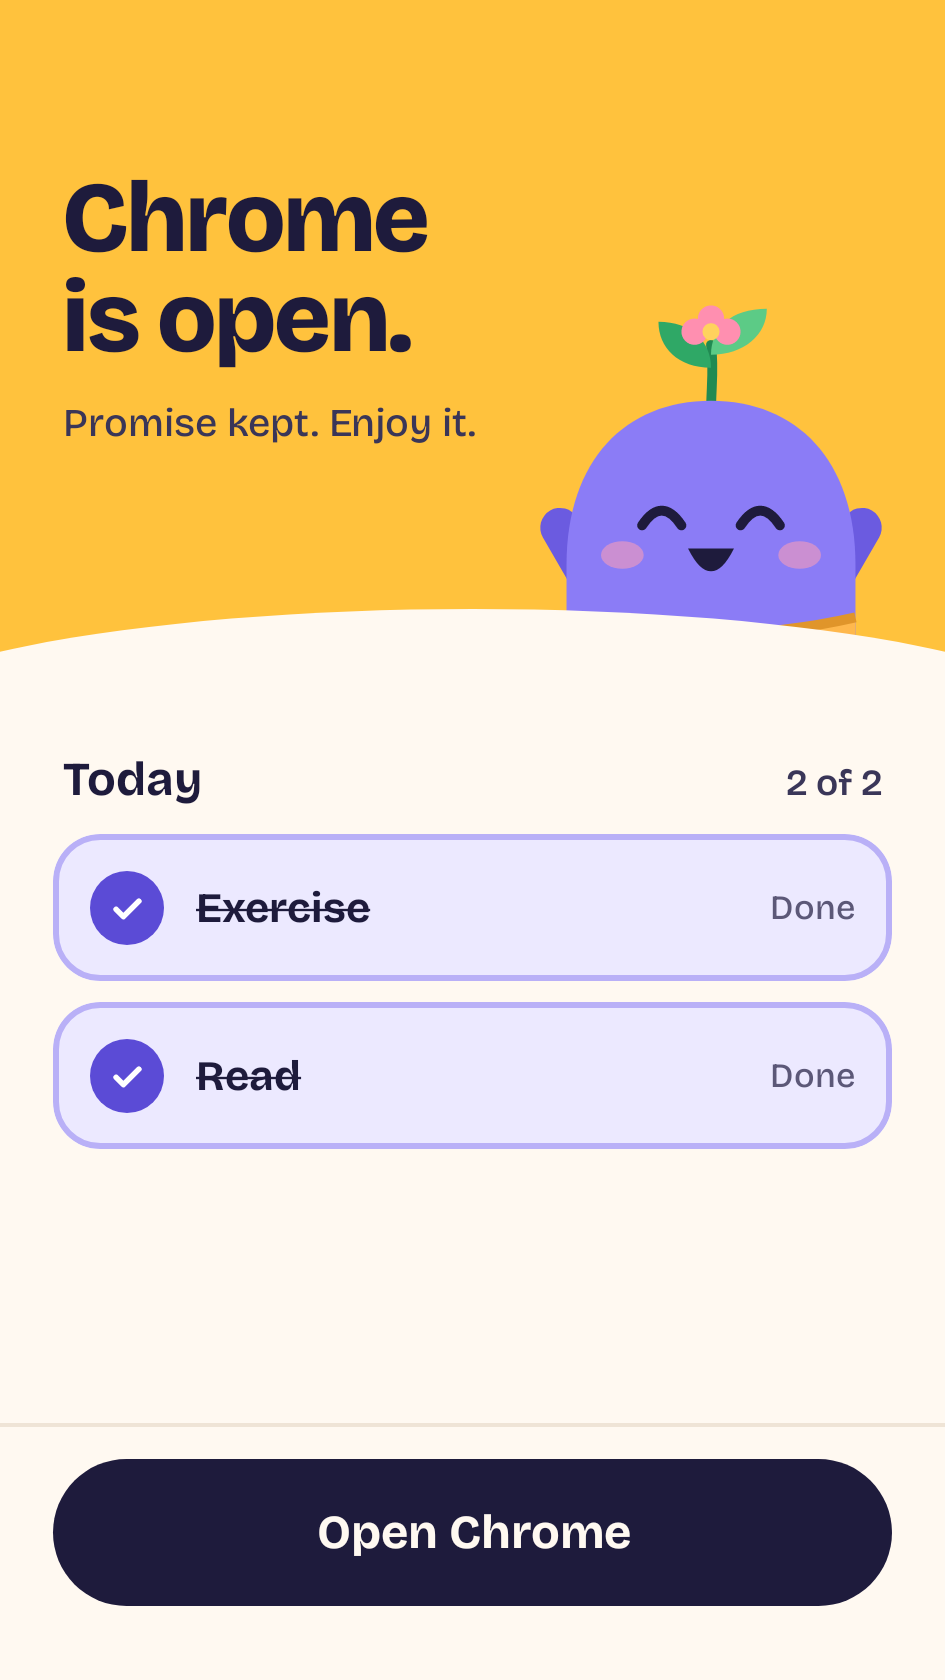 Chrome
is open.
Promise kept. Enjoy it.
Today
2 of 2
Exercise
Done
Read
Done
Open Chrome